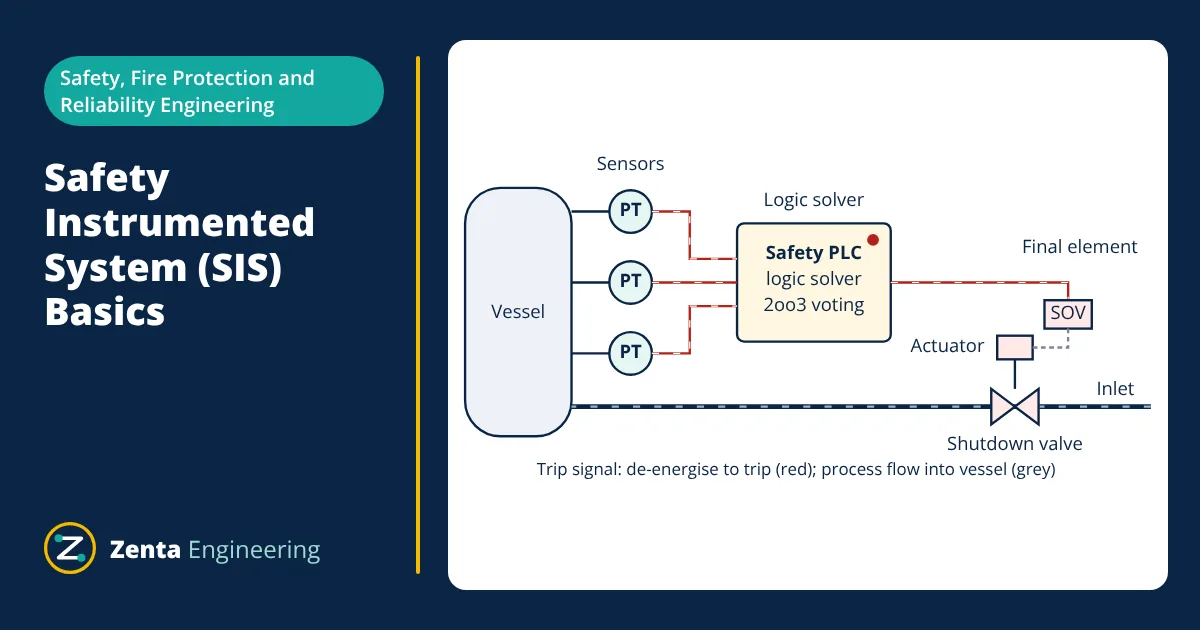 Safety, Fire Protection and
Reliability Engineering
Safety
Instrumented
System (SIS)
Basics
Zenta Engineering
Sensors
PT
PT
PT
Vessel
Logic solver
Safety PLC
logic solver
2oo3 voting
Final element
SOV
Actuator
Inlet
Shutdown valve
Trip signal: de-energise to trip (red); process flow into vessel (grey)